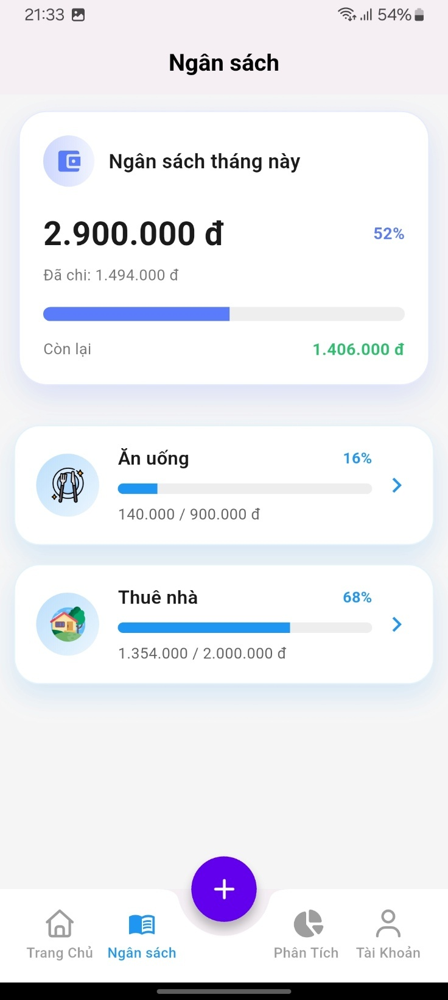 21:33
54%
Ngân sách
Ngân sách tháng này
2.900.000 đ
52%
Đã chi: 1.494.000 đ
Còn lại
1.406.000 đ
Ăn uống
16%
140.000 / 900.000 đ
Thuê nhà
68%
1.354.000 / 2.000.000 đ
Trang Chủ
Ngân sách
Phân Tích
Tài Khoản